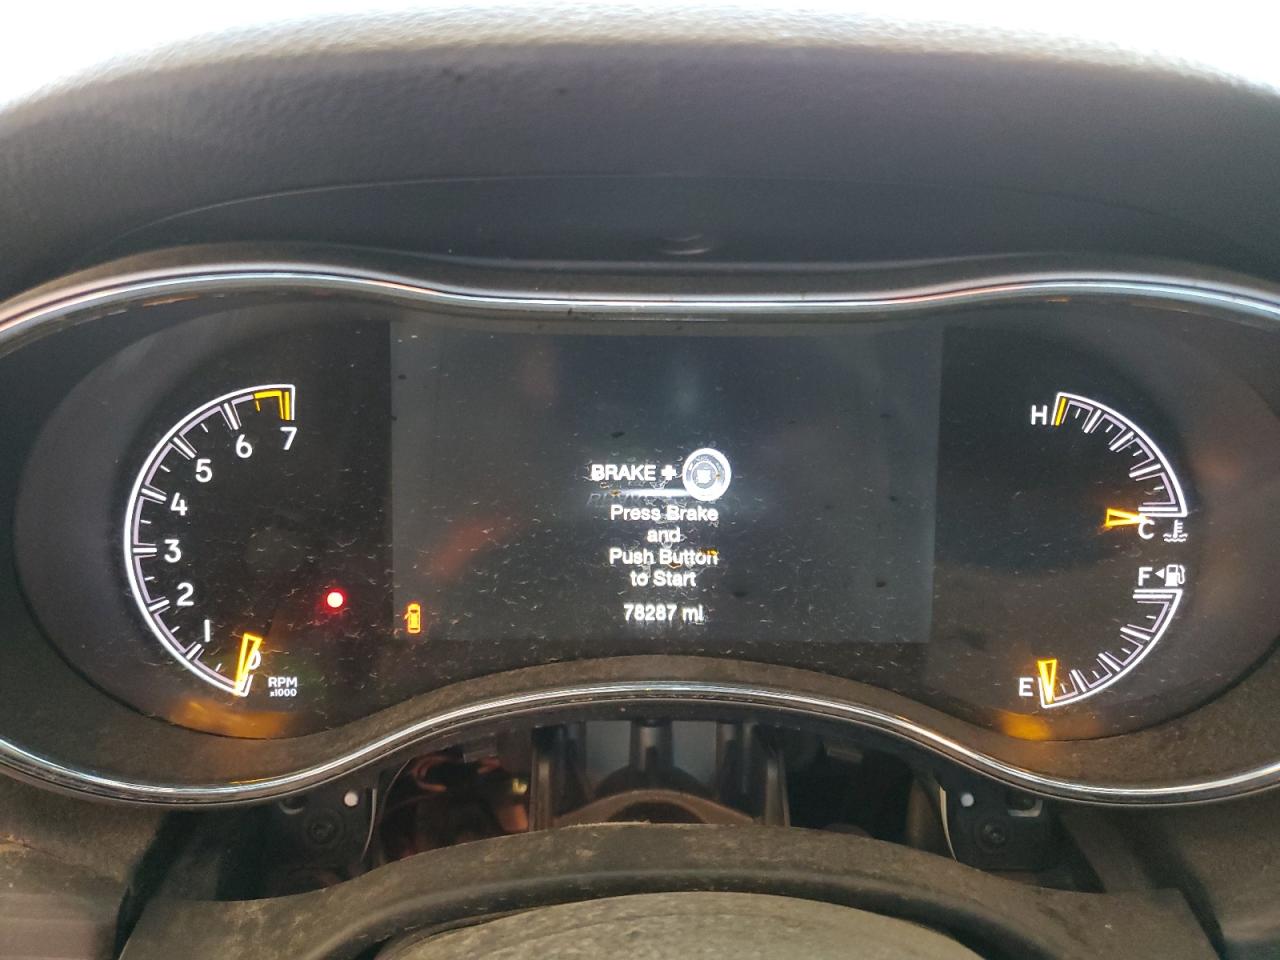 7
6
5
4
3
2
1
0
RPM
x1000
BRAKE +
Press Brake
and
Push Button
to Start
78287 mi
H
C
F
E